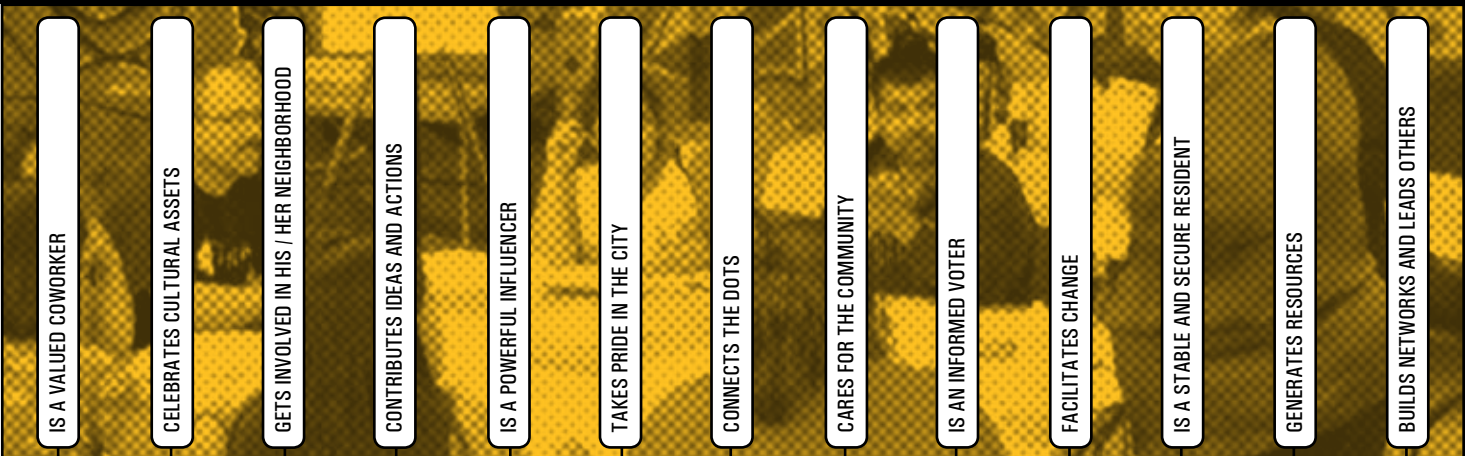 IS A VALUED COWORKER
CELEBRATES CULTURAL ASSETS
GETS INVOLVED IN HIS / HER NEIGHBORHOOD
CONTRIBUTES IDEAS AND ACTIONS
IS A POWERFUL INFLUENCER
TAKES PRIDE IN THE CITY
CONNECTS THE DOTS
CARES FOR THE COMMUNITY
IS AN INFORMED VOTER
FACILITATES CHANGE
IS A STABLE AND SECURE RESIDENT
GENERATES RESOURCES
BUILDS NETWORKS AND LEADS OTHERS